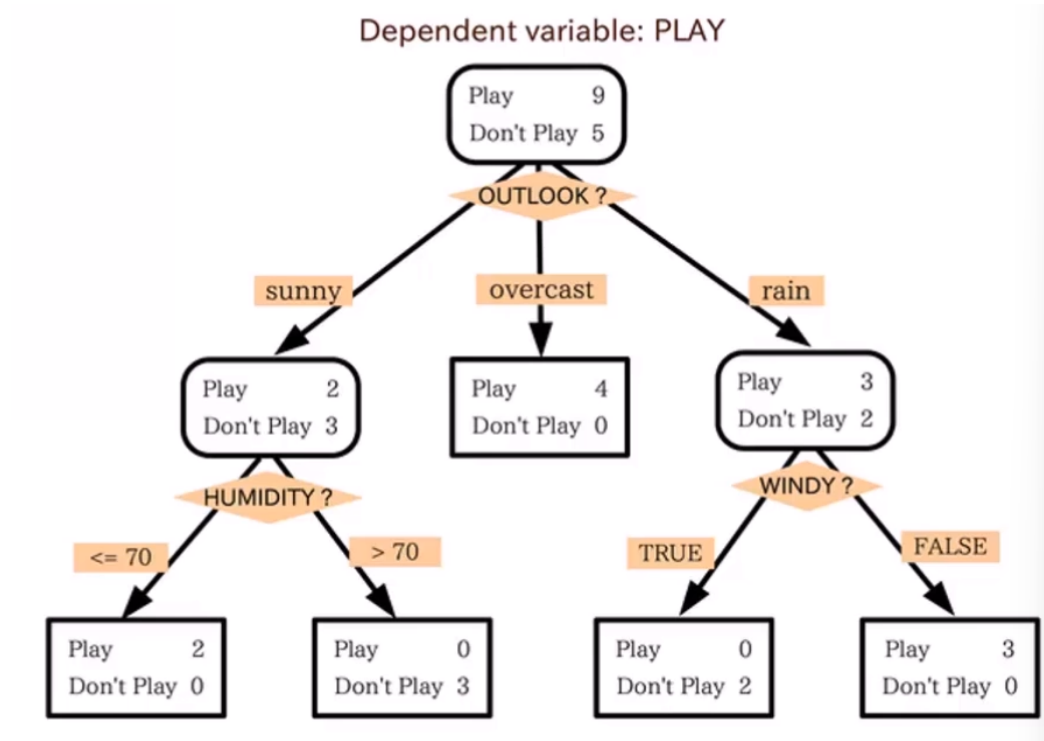 Dependent variable: PLAY
Play 9
Don't Play 5
OUTLOOK ?
sunny
overcast
rain
Play 2
Don't Play 3
Play 4
Don't Play 0
Play 3
Don't Play 2
HUMIDITY ?
WINDY ?
<= 70
> 70
TRUE
FALSE
Play 2
Don't Play 0
Play 0
Don't Play 3
Play 0
Don't Play 2
Play 3
Don't Play 0